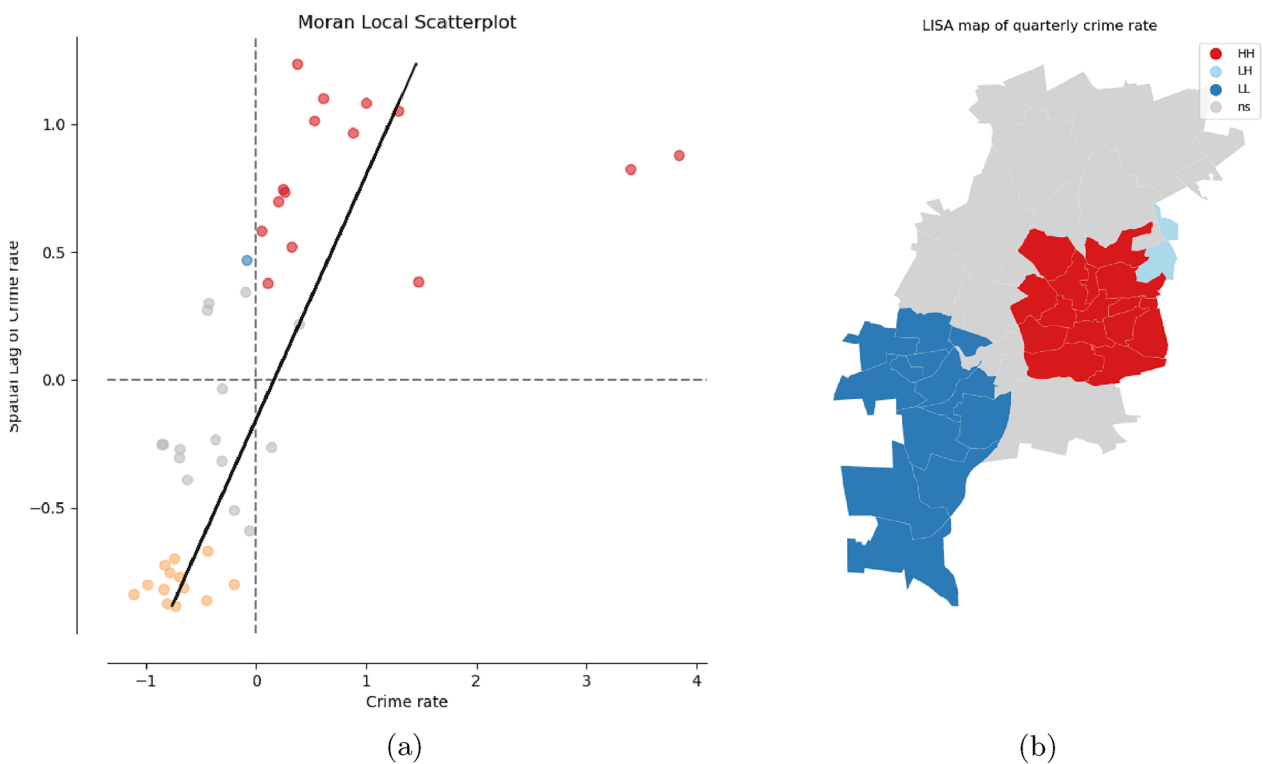 Moran Local Scatterplot
1.0
0.5
0.0
−0.5
Spatial Lag of Crime rate
−1
0
1
2
3
4
Crime rate
(a)
LISA map of quarterly crime rate
HH
LH
LL
ns
(b)